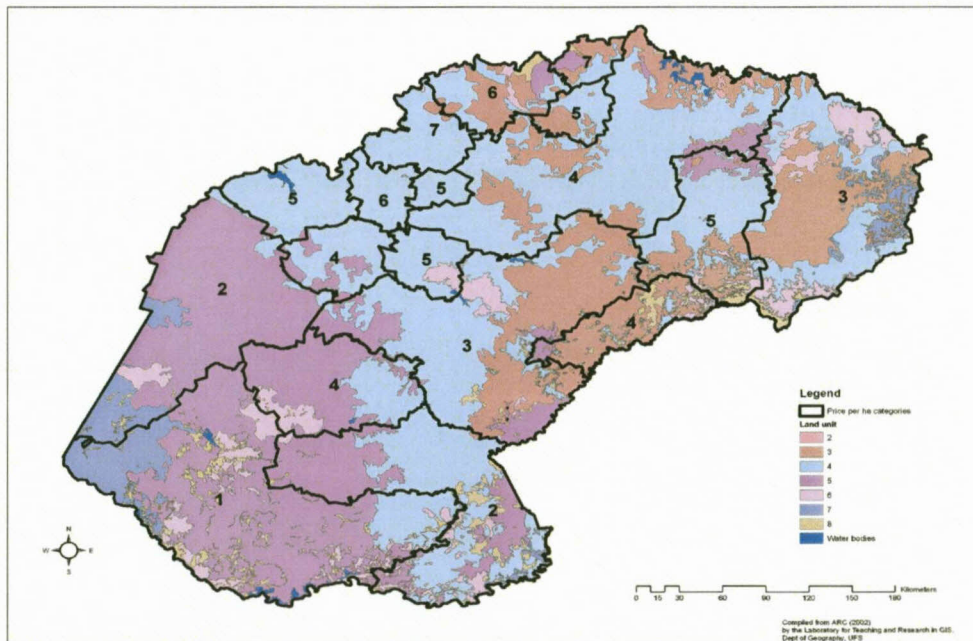 7
6
5
7
4
5
6
5
5
3
4
5
2
3
4
4
1
2
N
W E
S
Legend
Price per ha categories
Land unit
2
3
4
5
6
7
8
Water bodies
Kilometers
0 15 30 60 90 120 150 180
Compiled from ARC (2002)
by the Laboratory for Teaching and Research in GIS,
Dept of Geography, UFS